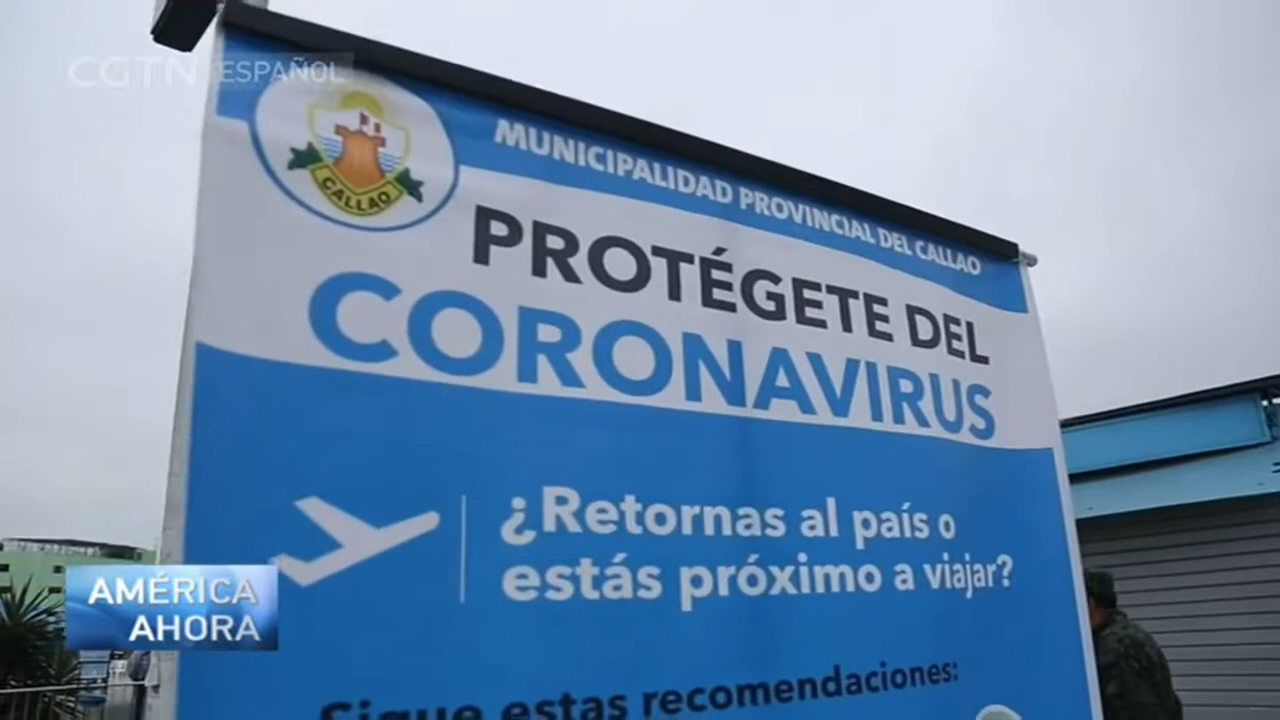 CGTN ESPAÑOL
CALLAO
MUNICIPALIDAD PROVINCIAL DEL CALLAO
PROTÉGETE DEL
CORONAVIRUS
¿Retornas al país o
estás próximo a viajar?
Sigue estas recomendaciones:
AMÉRICA
AHORA